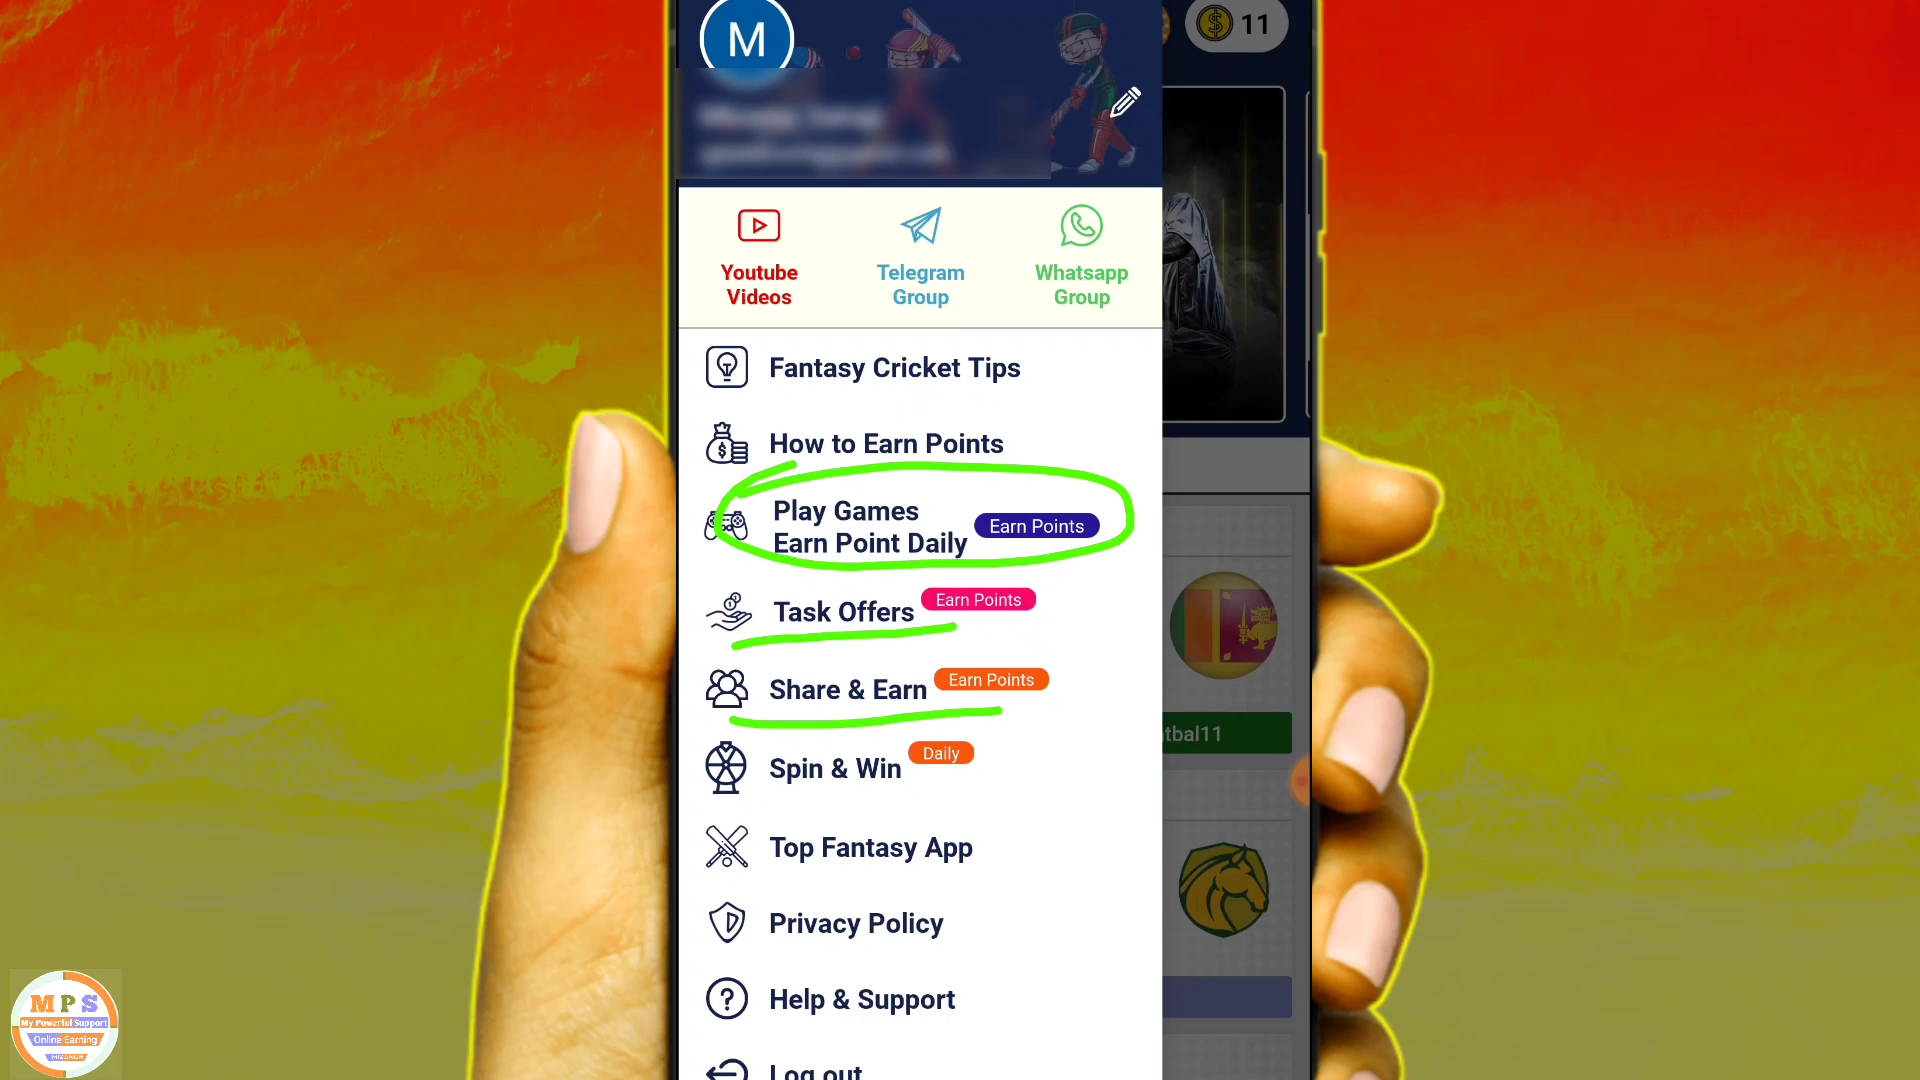 M
11
Youtube
Videos
Telegram
Group
Whatsapp
Group
Fantasy Cricket Tips
How to Earn Points
Play Games
Earn Point Daily
Earn Points
Task Offers
Earn Points
Share & Earn
Earn Points
Spin & Win
Daily
Top Fantasy App
Privacy Policy
Help & Support
Log out
tbal11
M P S
My Powerful Support
Online Earning
MIZANUR